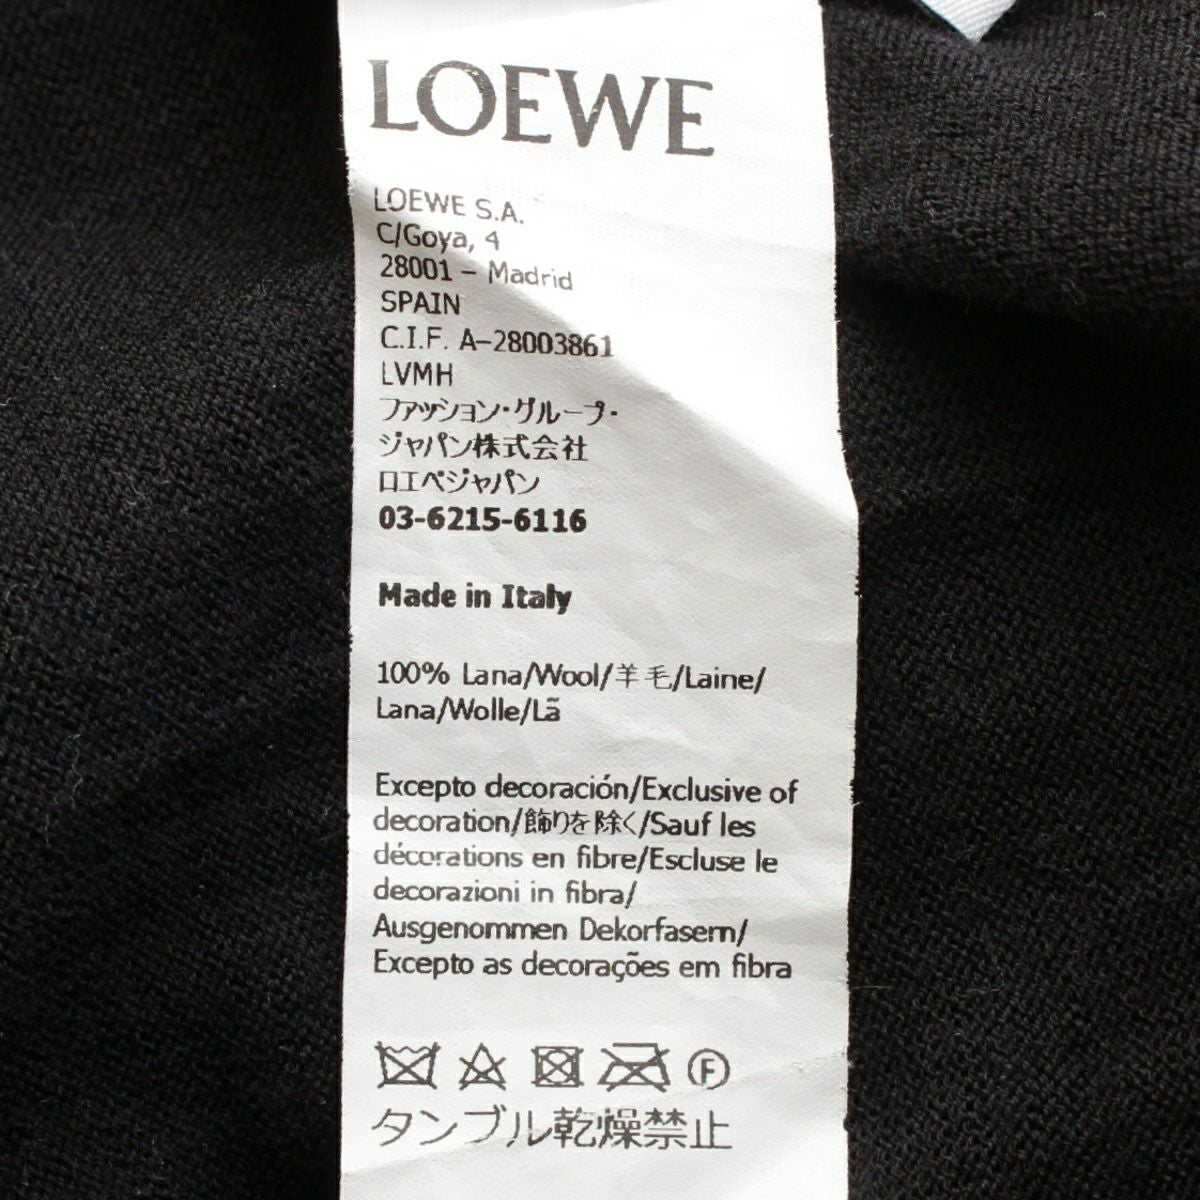 LOEWE
LOEWE S.A.
C/Goya, 4
28001 – Madrid
SPAIN
C.I.F. A-28003861
LVMH
ファッション・グループ・
ジャパン株式会社
ロエベジャパン
03-6215-6116
Made in Italy
100% Lana/Wool/羊毛/Laine/
Lana/Wolle/Lã
Excepto decoración/Exclusive of
decoration/飾りを除く/Sauf les
décorations en fibre/Escluse le
decorazioni in fibra/
Ausgenommen Dekorfasern/
Excepto as decorações em fibra
F
タンブル乾燥禁止